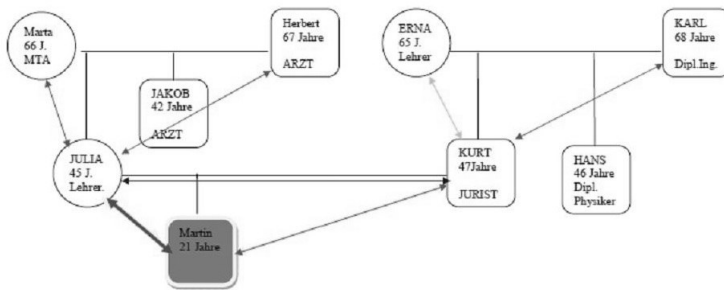 Marta
66 J.
MTA
Herbert
67 Jahre
ARZT
ERNA
65 J.
Lehrer
KARL
68 Jahre
Dipl.Ing.
JAKOB
42 Jahre
ARZT
JULIA
45 J.
Lehrer.
KURT
47Jahre
JURIST
HANS
46 Jahre
Dipl.
Physiker
Martin
21 Jahre